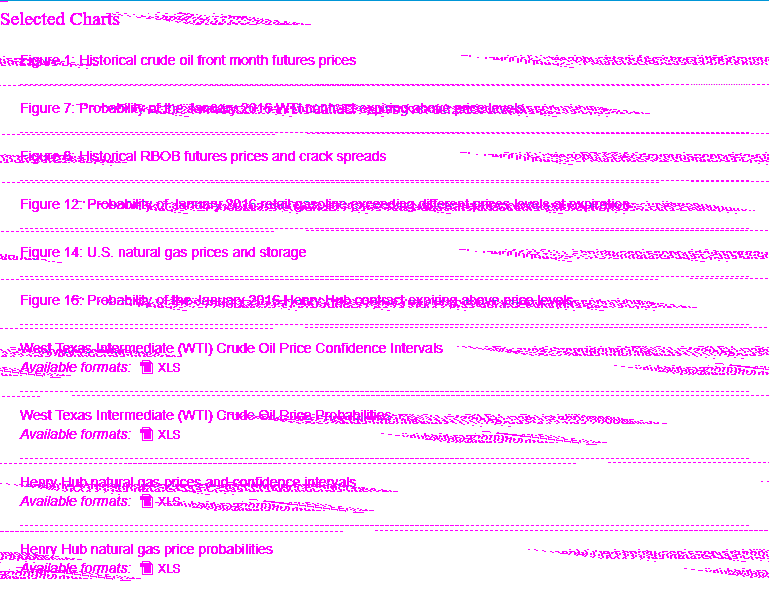 Selected Charts
Figure 1: Historical crude oil front month futures prices
Figure 7: Probability of the January 2016 WTI contract expiring above price levels
Figure 8: Historical RBOB futures prices and crack spreads
Figure 12: Probability of January 2016 retail gasoline exceeding different prices levels at expiration
Figure 14: U.S. natural gas prices and storage
Figure 16: Probability of the January 2016 Henry Hub contract expiring above price levels
West Texas Intermediate (WTI) Crude Oil Price Confidence Intervals
Available formats: XLS
West Texas Intermediate (WTI) Crude Oil Price Probabilities
Available formats: XLS
Henry Hub natural gas prices and confidence intervals
Available formats: XLS
Henry Hub natural gas price probabilities
Available formats: XLS